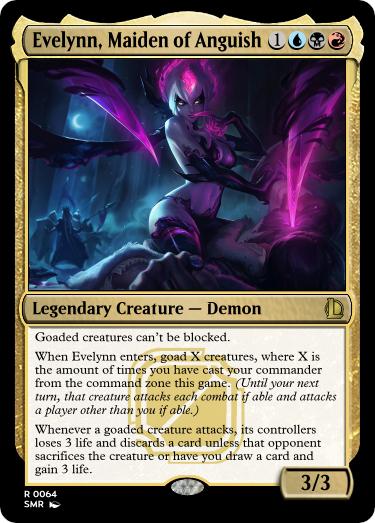 Evelynn, Maiden of Anguish 1
Legendary Creature — Demon
Goaded creatures can't be blocked.
When Evelynn enters, goad X creatures, where X is
the amount of times you have cast your commander
from the command zone this game. (Until your next
turn, that creature attacks each combat if able and attacks
a player other than you if able.)
Whenever a goaded creature attacks, its controllers
loses 3 life and discards a card unless that opponent
sacrifices the creature or have you draw a card and
gain 3 life.
3/3
R 0064
SMR